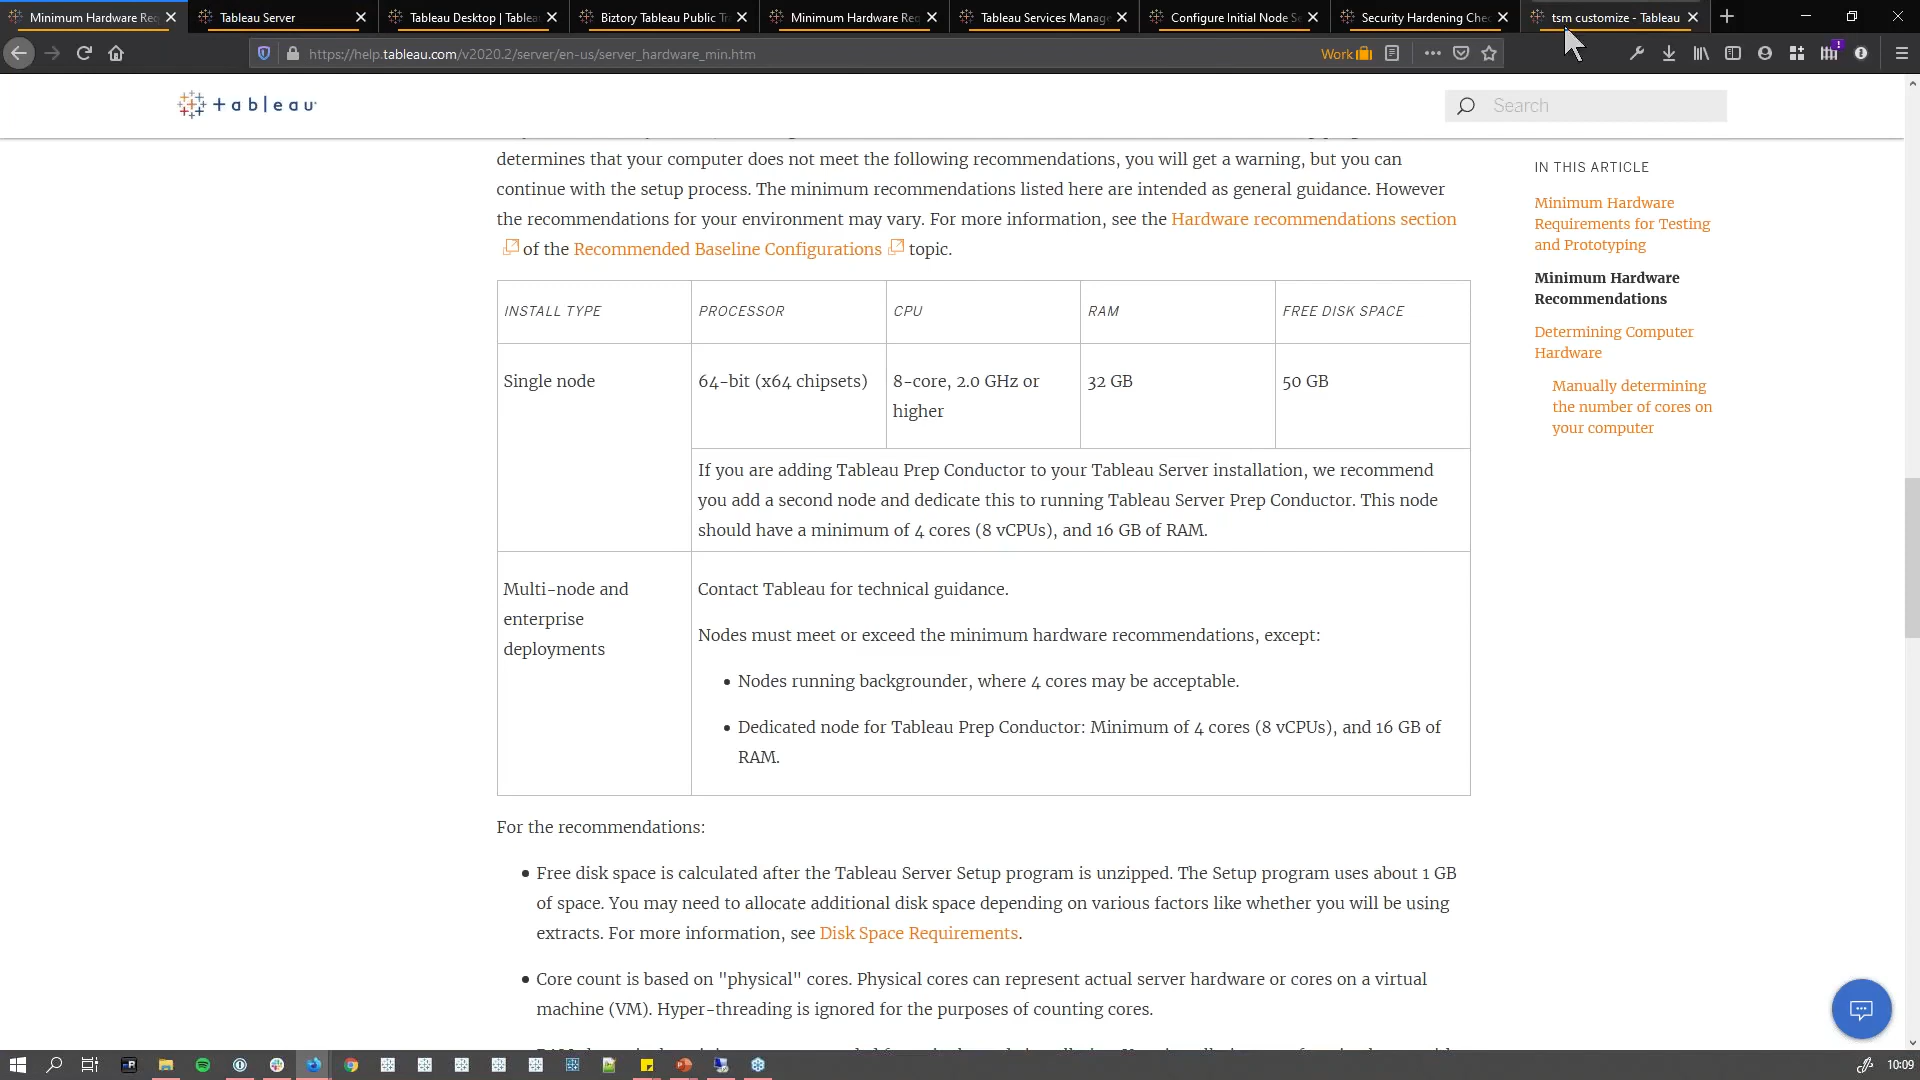 Minimum Hardware Req
Tableau Server
Tableau Desktop | Tablea
Biztory Tableau Public Tr
Minimum Hardware Req
Tableau Services Manage
Configure Initial Node Se
Security Hardening Chec
tsm customize - Tableau
https://help.tableau.com/v2020.2/server/en-us/server_hardware_min.htm
Work
+ a b | e a u
Search
determines that your computer does not meet the following recommendations, you will get a warning, but you can
continue with the setup process. The minimum recommendations listed here are intended as general guidance. However
the recommendations for your environment may vary. For more information, see the Hardware recommendations section
of the Recommended Baseline Configurations topic.
INSTALL TYPE
PROCESSOR
CPU
RAM
FREE DISK SPACE
Single node
64-bit (x64 chipsets)
8-core, 2.0 GHz or
higher
32 GB
50 GB
If you are adding Tableau Prep Conductor to your Tableau Server installation, we recommend
you add a second node and dedicate this to running Tableau Server Prep Conductor. This node
should have a minimum of 4 cores (8 vCPUs), and 16 GB of RAM.
Multi-node and
enterprise
deployments
Contact Tableau for technical guidance.
Nodes must meet or exceed the minimum hardware recommendations, except:
• Nodes running backgrounder, where 4 cores may be acceptable.
• Dedicated node for Tableau Prep Conductor: Minimum of 4 cores (8 vCPUs), and 16 GB of
RAM.
For the recommendations:
• Free disk space is calculated after the Tableau Server Setup program is unzipped. The Setup program uses about 1 GB
of space. You may need to allocate additional disk space depending on various factors like whether you will be using
extracts. For more information, see Disk Space Requirements.
• Core count is based on "physical" cores. Physical cores can represent actual server hardware or cores on a virtual
machine (VM). Hyper-threading is ignored for the purposes of counting cores.
IN THIS ARTICLE
Minimum Hardware
Requirements for Testing
and Prototyping
Minimum Hardware
Recommendations
Determining Computer
Hardware
Manually determining
the number of cores on
your computer
10:09